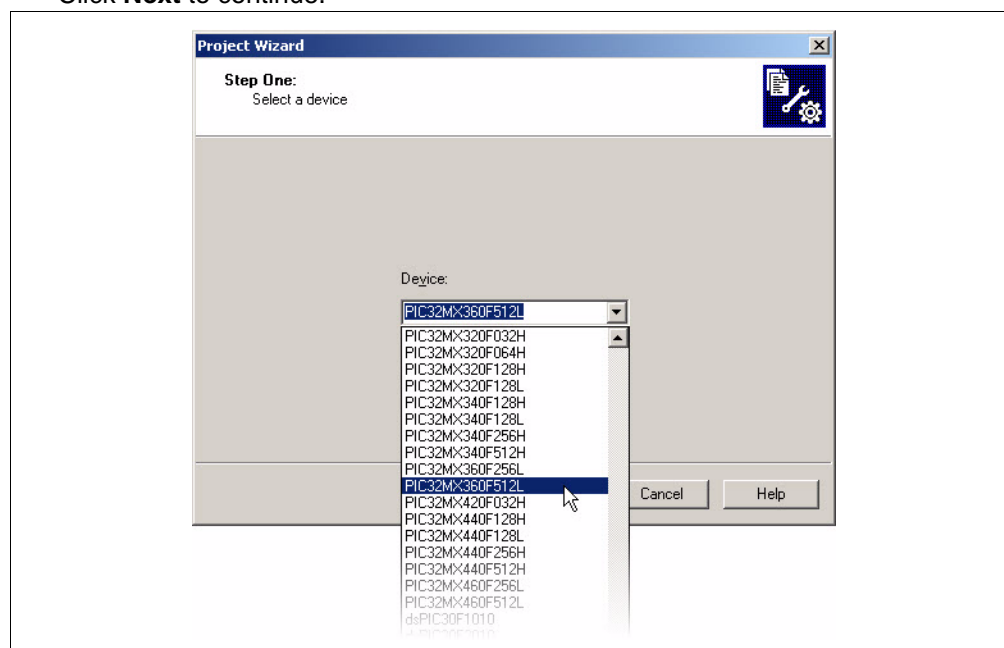 Click Next to continue.
Project Wizard
Step One:
Select a device
Device:
PIC32MX360F512L
PIC32MX320F032H
PIC32MX320F064H
PIC32MX320F128H
PIC32MX320F128L
PIC32MX340F128H
PIC32MX340F128L
PIC32MX340F256H
PIC32MX340F512H
PIC32MX360F256L
PIC32MX360F512L
Cancel Help
PIC32MX420F032H
PIC32MX440F128H
PIC32MX440F128L
PIC32MX440F256H
PIC32MX440F512H
PIC32MX460F256L
PIC32MX460F512L
dsPIC30F1010